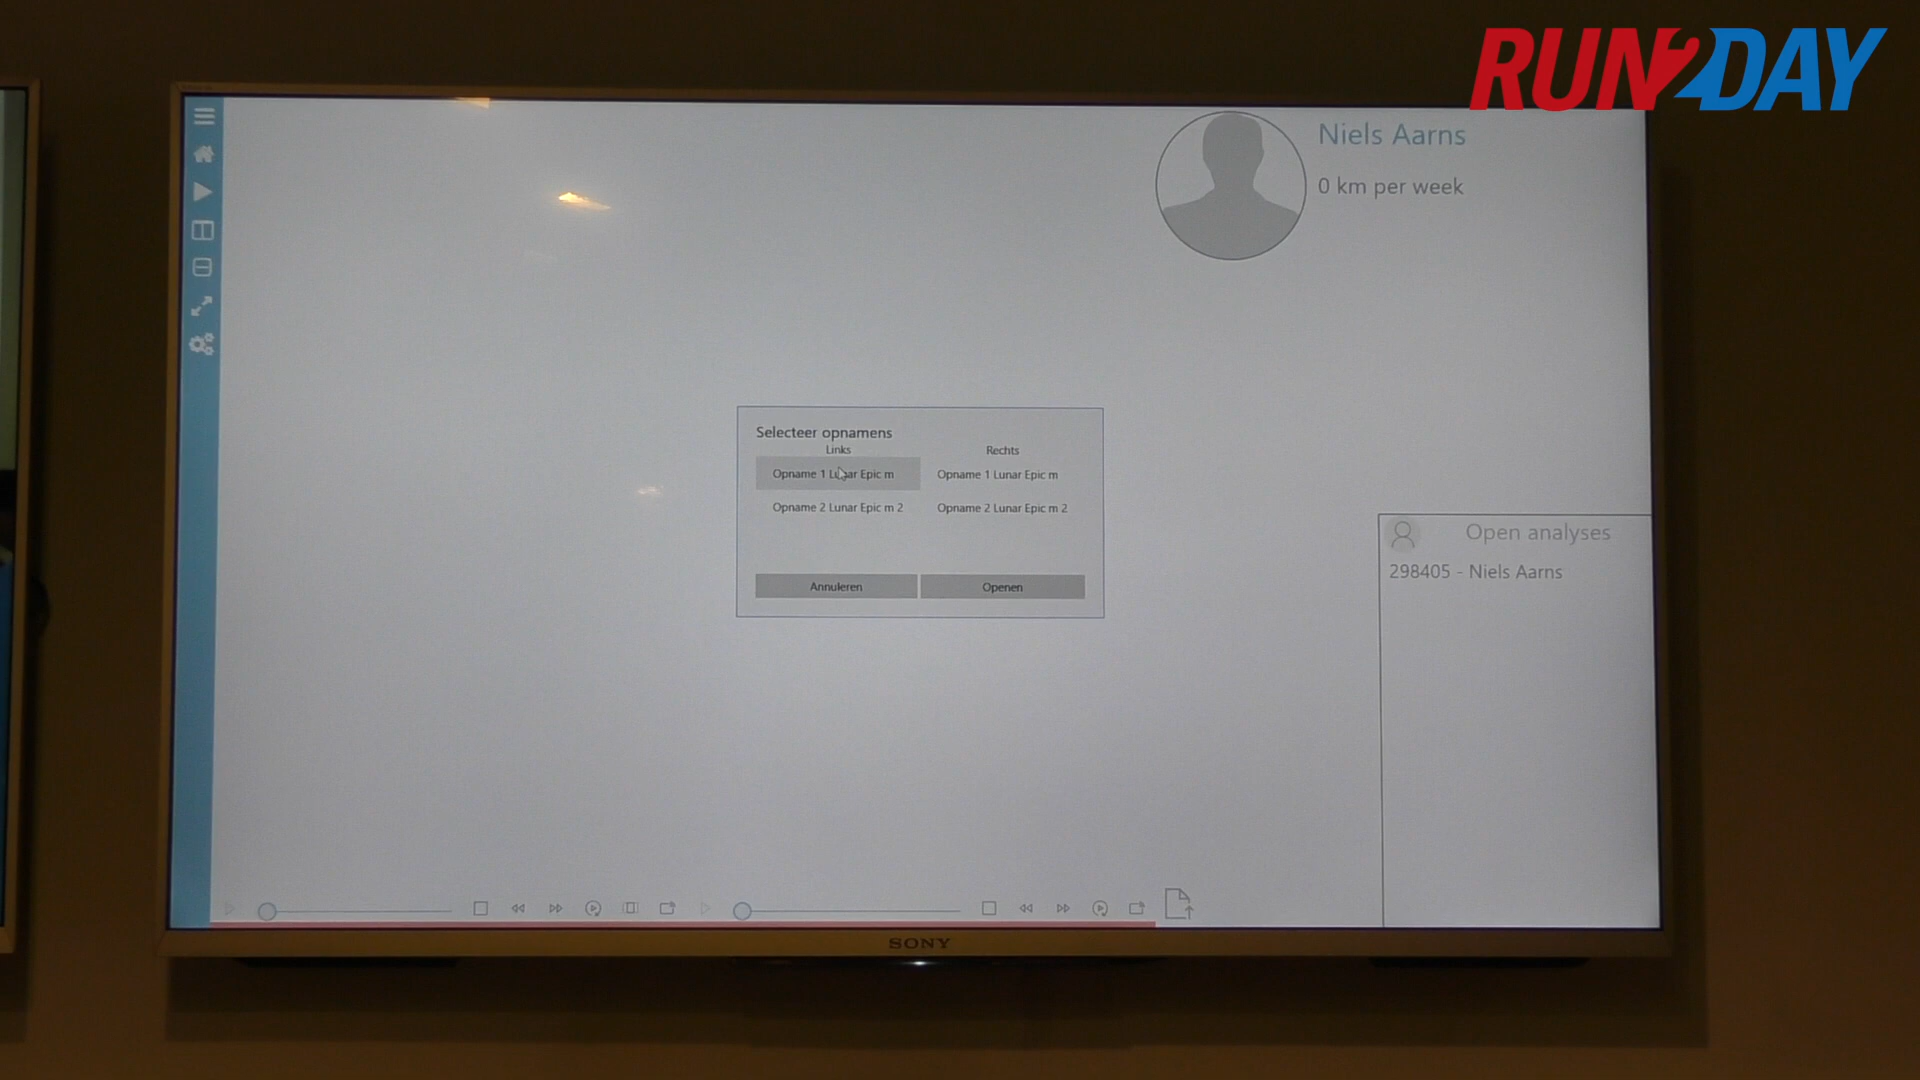 RUN2DAY
Niels Aarns
0 km per week
Selecteer opnamens
Links
Rechts
Opname 1 Lunar Epic m
Opname 1 Lunar Epic m
Opname 2 Lunar Epic m 2
Opname 2 Lunar Epic m 2
Annuleren
Openen
Open analyses
298405 - Niels Aarns
SONY